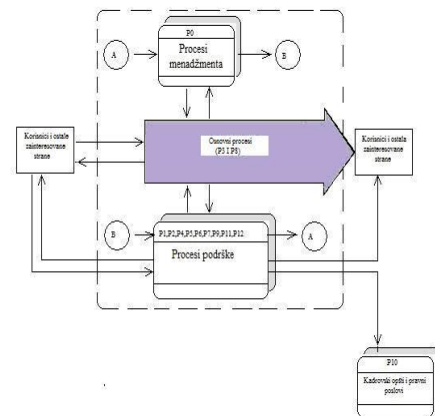 P0
Procesi
menadžmenta
A
B
Osnovni procesi
(P3 I P8)
Korisnici i ostale
zainteresovane
strane
Korisnici i ostala
zainteresovane
strane
B
P1,P2,P4,P5,P6,P7,P9,P11,P12
A
Procesi podrške
P10
Kadrovski opšti i pravni
poslovi